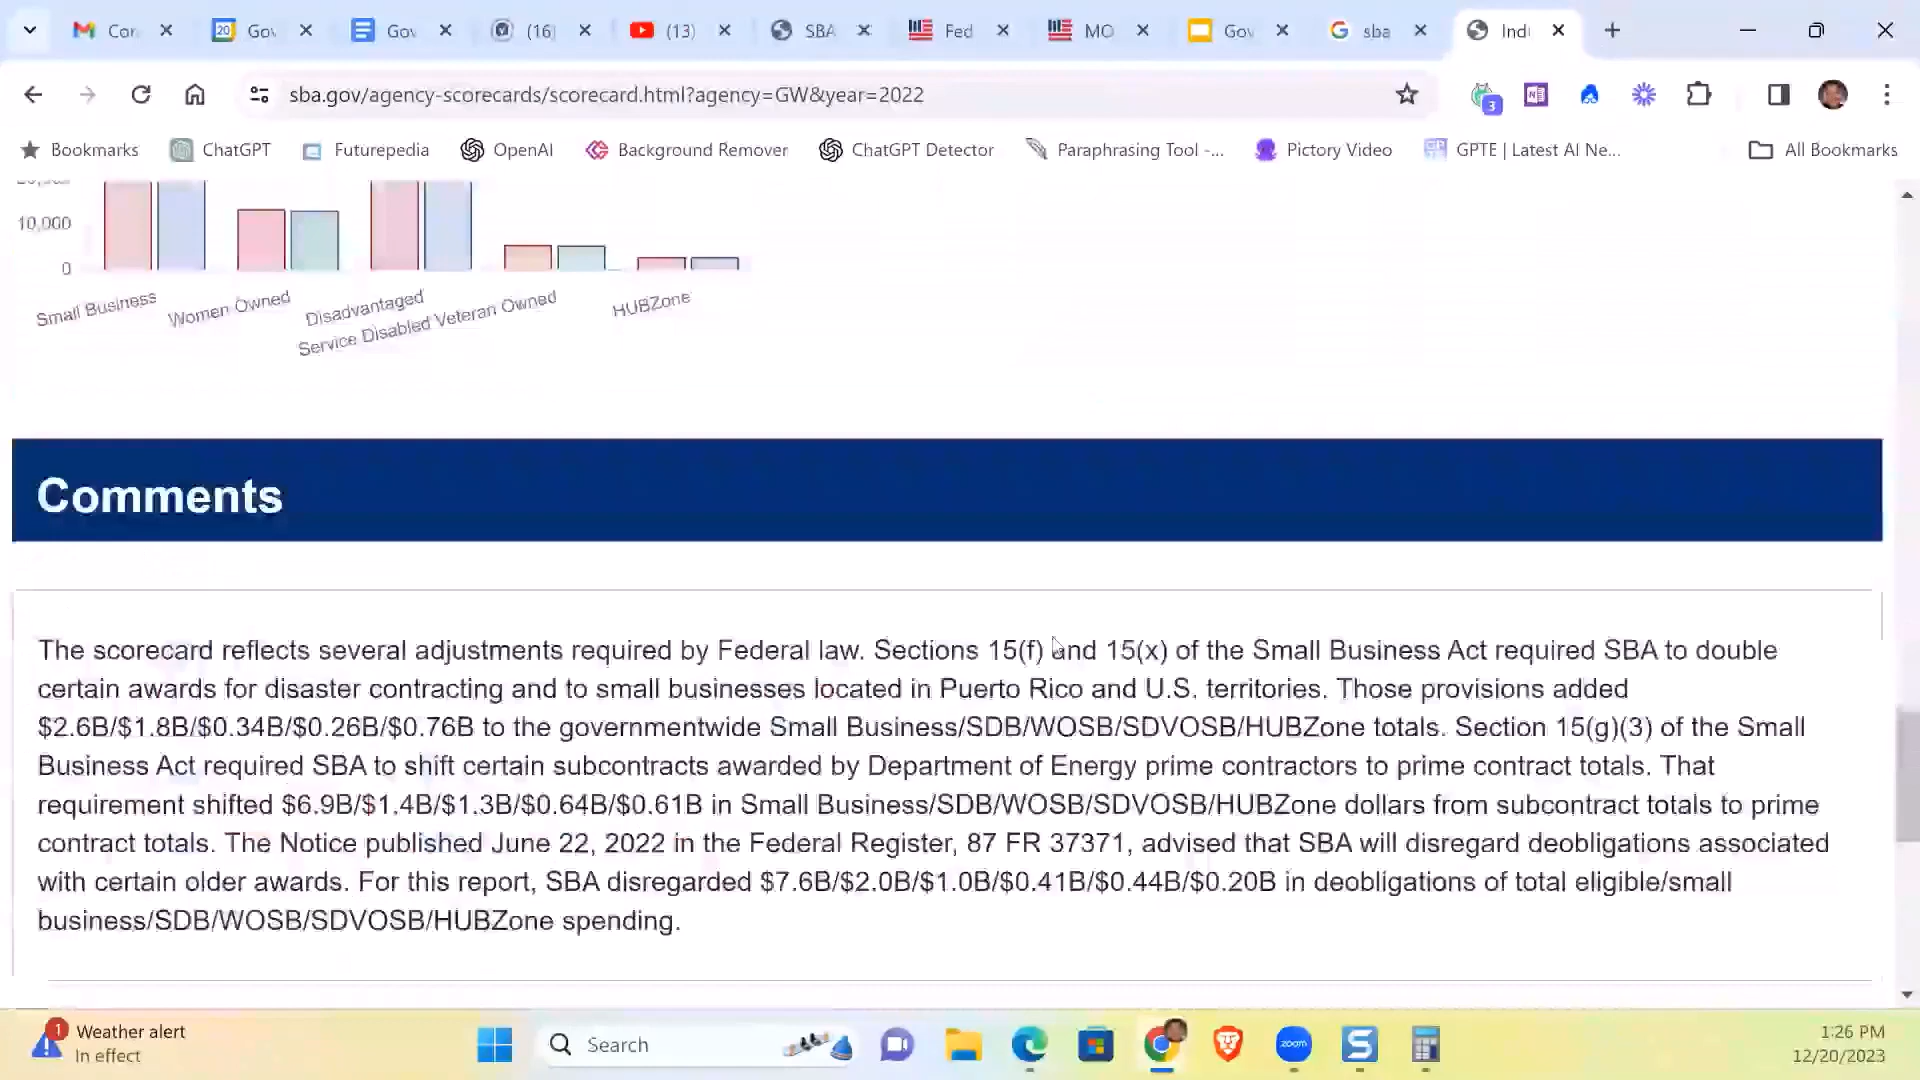 Cor
20
Gov
Gov
(16)
(13)
SBA
Fed
MO
Gov
sba
Indi
sba.gov/agency-scorecards/scorecard.html?agency=GW&year=2022
3
Bookmarks
ChatGPT
Futurepedia
OpenAI
Background Remover
ChatGPT Detector
Paraphrasing Tool -...
Pictory Video
GPTE | Latest AI Ne...
All Bookmarks
10,000
0
Small Business
Women Owned
Disadvantaged
Service Disabled Veteran Owned
HUBZone
Comments
The scorecard reflects several adjustments required by Federal law. Sections 15(f) and 15(x) of the Small Business Act required SBA to double
certain awards for disaster contracting and to small businesses located in Puerto Rico and U.S. territories. Those provisions added
$2.6B/$1.8B/$0.34B/$0.26B/$0.76B to the governmentwide Small Business/SDB/WOSB/SDVOSB/HUBZone totals. Section 15(g)(3) of the Small
Business Act required SBA to shift certain subcontracts awarded by Department of Energy prime contractors to prime contract totals. That
requirement shifted $6.9B/$1.4B/$1.3B/$0.64B/$0.61B in Small Business/SDB/WOSB/SDVOSB/HUBZone dollars from subcontract totals to prime
contract totals. The Notice published June 22, 2022 in the Federal Register, 87 FR 37371, advised that SBA will disregard deobligations associated
with certain older awards. For this report, SBA disregarded $7.6B/$2.0B/$1.0B/$0.41B/$0.44B/$0.20B in deobligations of total eligible/small
business/SDB/WOSB/SDVOSB/HUBZone spending.
1
Weather alert
In effect
Search
zoom
1:26 PM
12/20/2023